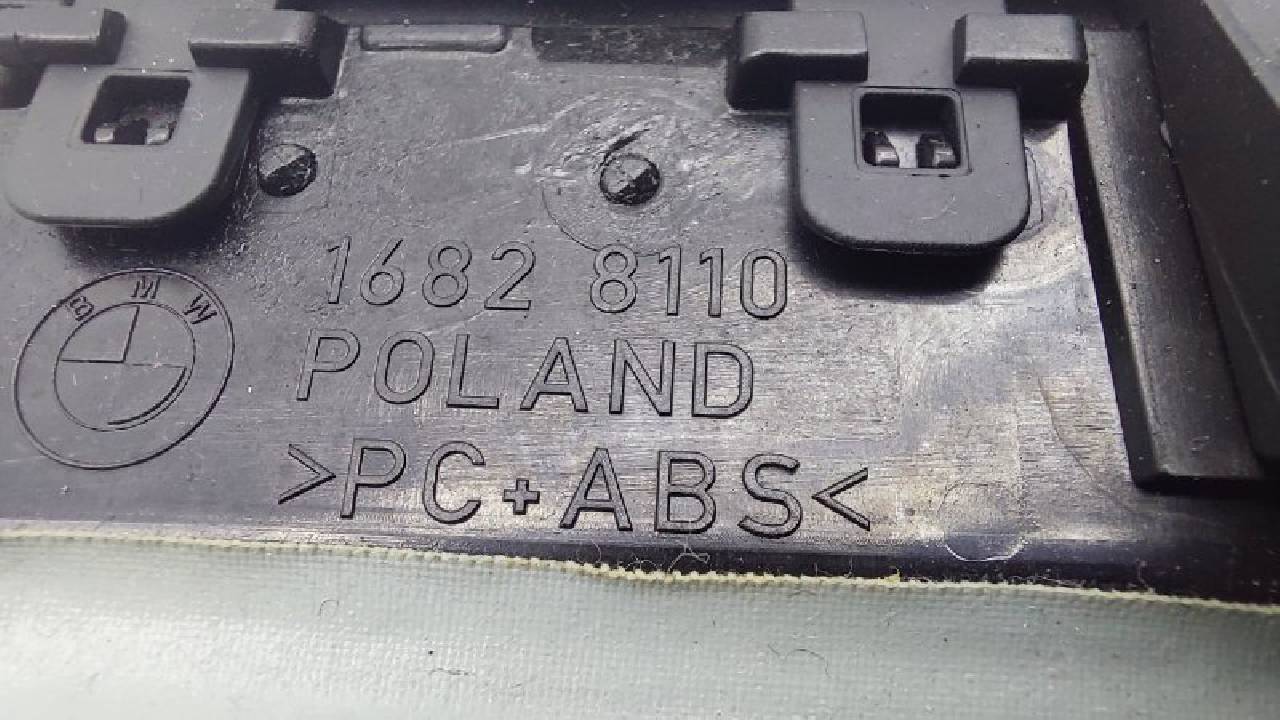 BMW
1682 8110
POLAND
>PC+ABS<